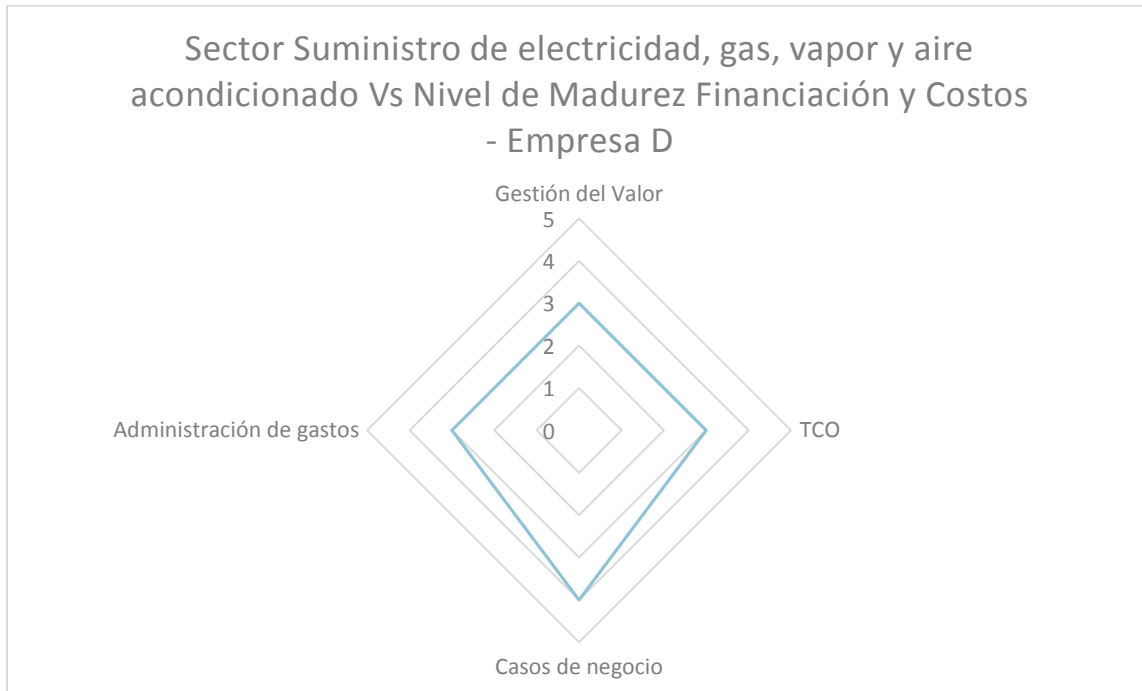 Sector Suministro de electricidad, gas, vapor y aire
acondicionado Vs Nivel de Madurez Financiación y Costos
- Empresa D
Gestión del Valor
5
4
3
2
1
0
Administración de gastos
TCO
Casos de negocio